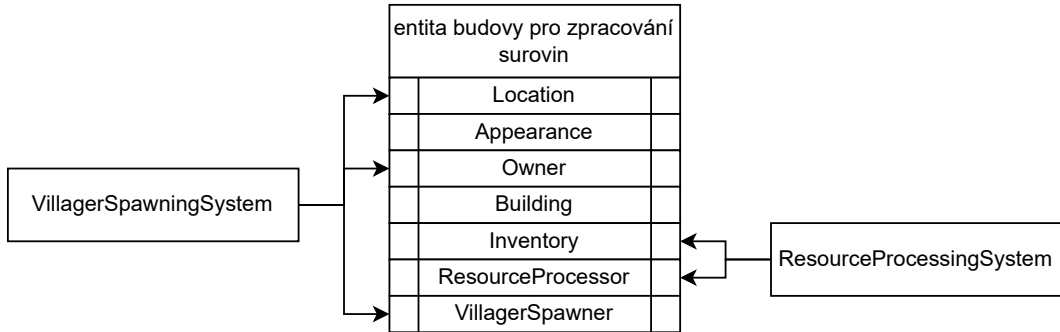 entita budovy pro zpracování
surovin
Location
Appearance
Owner
VillagerSpawningSystem
Building
Inventory
ResourceProcessingSystem
ResourceProcessor
VillagerSpawner